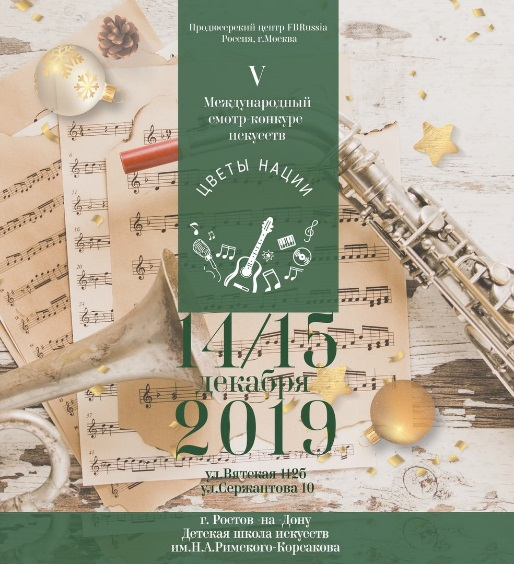 Продюсерский центр FBRussia
Россия, г.Москва
V
Международный
смотр-конкурс
искусств
ЦВЕТЫ НАЦИИ
14/15
декабря
2019
ул.Вятская 112б
ул.Сержантова 10
г. Ростов на Дону
Детская школа искусств
им.Н.А.Римского-Корсакова